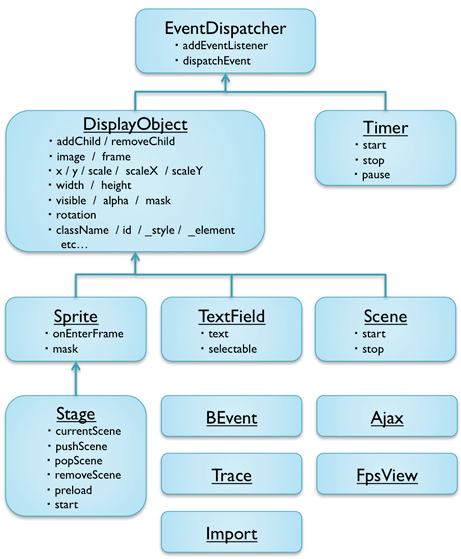 EventDispatcher
・addEventListener
・dispatchEvent
DisplayObject
・addChild / removeChild
・image / frame
・x / y / scale / scaleX / scaleY
・width / height
・visible / alpha / mask
・rotation
・className / id / _style / _element
etc…
Timer
・start
・stop
・pause
Sprite
・onEnterFrame
・mask
TextField
・text
・selectable
Scene
・start
・stop
Stage
・currentScene
・pushScene
・popScene
・removeScene
・preload
・start
BEvent
Ajax
Trace
FpsView
Import